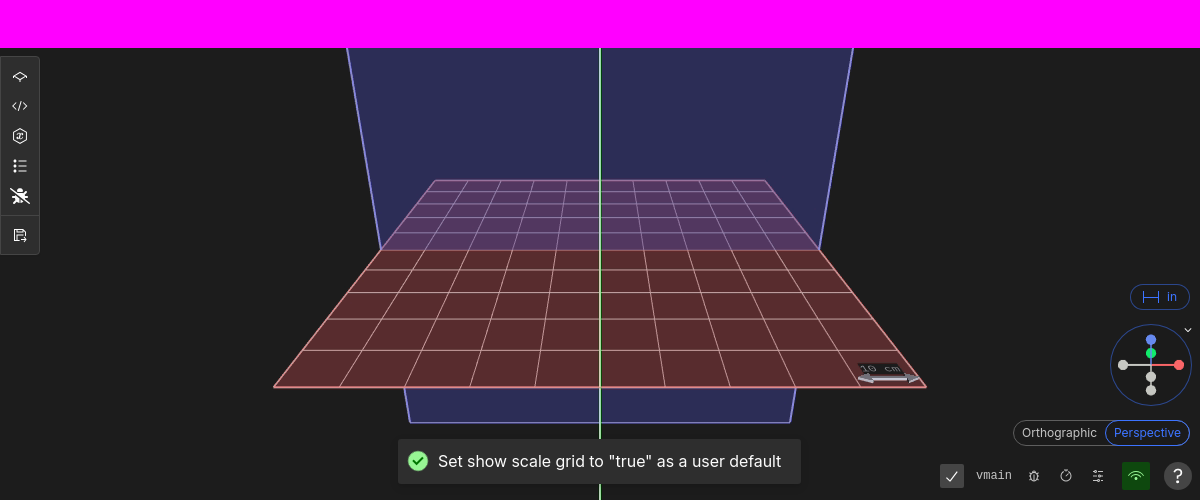 10 cm
in
Orthographic Perspective
Set show scale grid to "true" as a user default
vmain
?